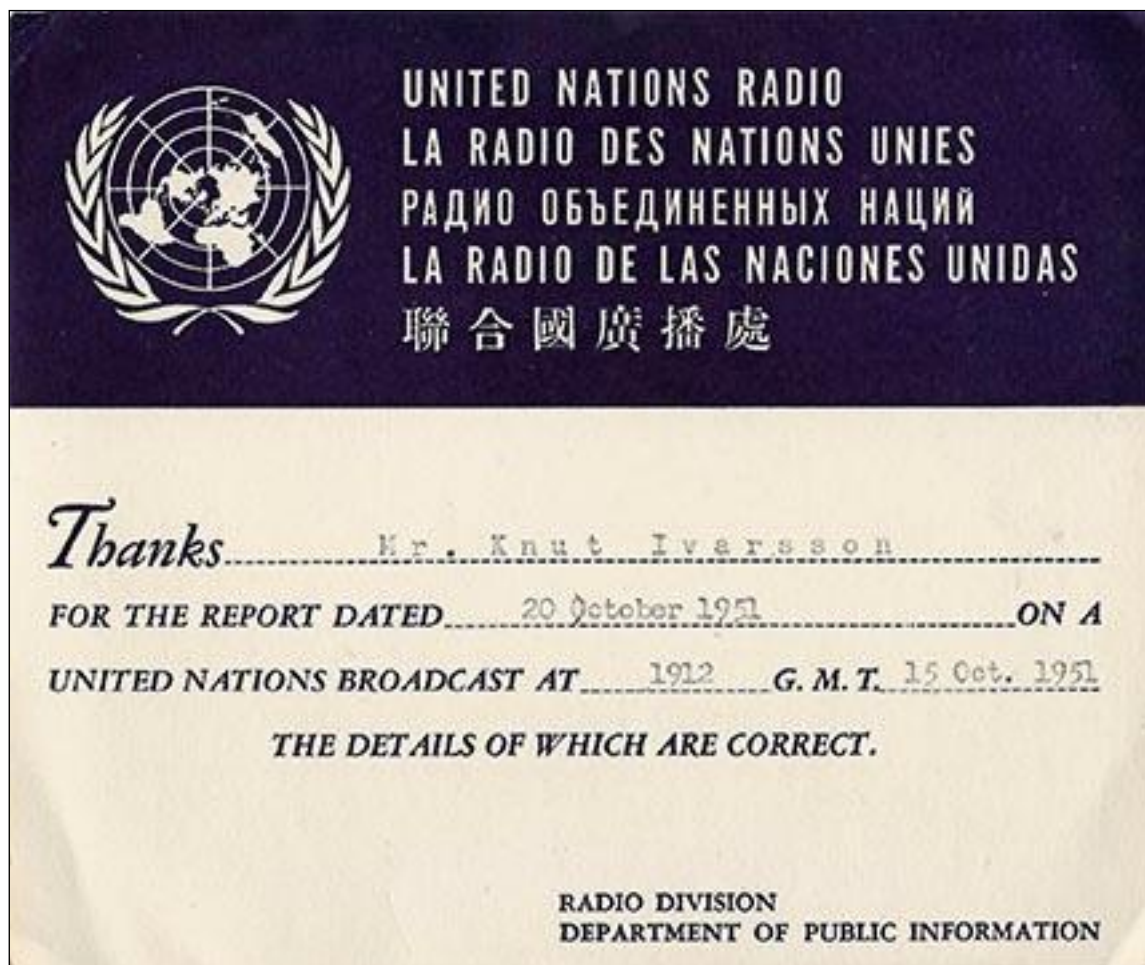 UNITED NATIONS RADIO
LA RADIO DES NATIONS UNIES
РАДИО ОБЪЕДИНЕННЫХ НАЦИЙ
LA RADIO DE LAS NACIONES UNIDAS
聯合國廣播處
Thanks Mr. Knut Ivarsson
FOR THE REPORT DATED 20 October 1951 ON A
UNITED NATIONS BROADCAST AT 1912 G. M. T. 15 Oct. 1951
THE DETAILS OF WHICH ARE CORRECT.
RADIO DIVISION
DEPARTMENT OF PUBLIC INFORMATION